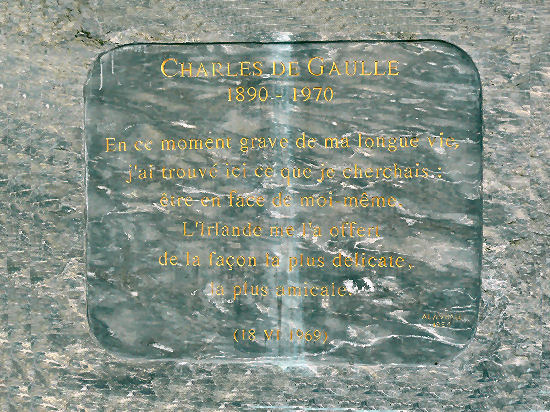 CHARLES DE GAULLE
1890 - 1970
En ce moment grave de ma longue vie,
j'ai trouvé ici ce que je cherchais :
être en face de moi-même.
L'Irlande me l'a offert
de la façon la plus délicate,
la plus amicale.
(18 VI 1969)